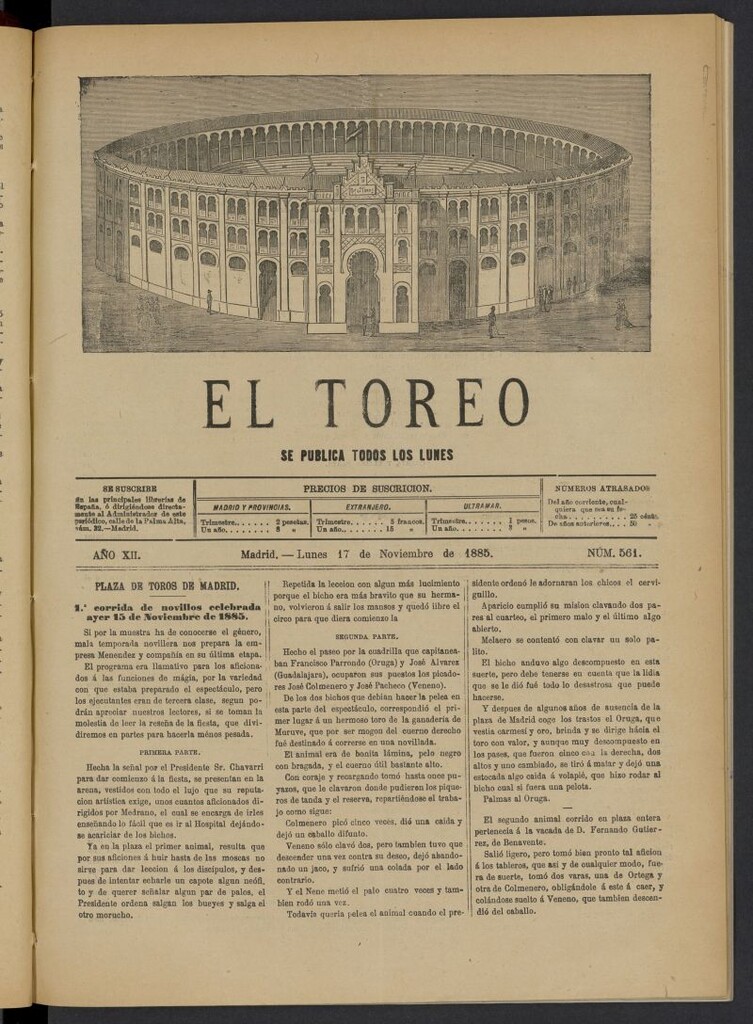 EL TOREO
SE PUBLICA TODOS LOS LUNES
SE SUSCRIBE
En las principales librerías de
España, ó dirigiéndose directa-
mente al Administrador de este
periódico, calle de la Palma Alta,
núm. 32.—Madrid.
PRECIOS DE SUSCRICION.
MADRID Y PROVINCIAS.
Trimestre....... 2 pesetas.
Un año....... 8 »
EXTRANJERO.
Trimestre....... 5 francos.
Un año....... 15 »
ULTRAMAR.
Trimestre....... 1 peso.
Un año....... 3 »
NÚMEROS ATRASADOS
Del año corriente, cual-
quiera que sea su fe-
cha........ 25 cénts.
De años anteriores... 50 »
AÑO XII.
Madrid.—Lunes 17 de Noviembre de 1885.
NÚM. 561.
PLAZA DE TOROS DE MADRID.
1.ª corrida de novillos celebrada
ayer 15 de Noviembre de 1885.
Si por la muestra ha de conocerse el género,
mala temporada novillera nos prepara la em-
presa Menendez y compañía en su última etapa.
El programa era llamativo para los aficiona-
dos á las funciones de mágia, por la variedad
con que estaba preparado el espectáculo, pero
los ejecutantes eran de tercera clase, segun po-
drán apreciar nuestros lectores, si se toman la
molestia de leer la reseña de la fiesta, que divi-
diremos en partes para hacerla ménos pesada.
PRIMERA PARTE.
Hecha la señal por el Presidente Sr. Chavarri
para dar comienzo á la fiesta, se presentan en la
arena, vestidos con todo el lujo que su reputa-
cion artística exige, unos cuantos aficionados di-
rigidos por Medrano, el cual se encarga de irles
enseñando lo fácil que es ir al Hospital dejándo-
se acariciar de los bichos.
Ya en la plaza el primer animal, resulta que
por sus aficiones á huir hasta de las moscas no
sirve para dar leccion á los discípulos, y des-
pues de intentar echarle un capote algun neófi-
to y de querer señalar algun par de palos, el
Presidente ordena salgan los bueyes y salga el
otro morucho.
Repetida la leccion con algun más lucimiento
porque el bicho era más bravito que su herma-
no, volvieron á salir los mansos y quedó libre el
circo para que diera comienzo la
SEGUNDA PARTE.
Hecho el paseo por la cuadrilla que capitanea-
ban Francisco Parrondo (Oruga) y José Alvarez
(Guadalajara), ocuparon sus puestos los picado-
res José Colmenero y José Pacheco (Veneno).
De los dos bichos que debian hacer la pelea en
esta parte del espectáculo, correspondió el pri-
mer lugar á un hermoso toro de la ganadería de
Maruve, que por ser mogon del cuerno derecho
fué destinado á correrse en una novillada.
El animal era de bonita lámina, pelo negro
con bragada, y el cuerno útil bastante alto.
Con coraje y recargando tomó hasta once pu-
yazos, que le clavaron donde pudieren los pique-
ros de tanda y el reserva, repartiéndose el traba-
jo como sigue:
Colmenero picó cinco veces, dió una caida y
dejó un caballo difunto.
Veneno sólo clavó dos, pero tambien tuvo que
descender una vez contra su deseo, dejó abando-
nado un jaco, y sufrió una colada por el lado
contrario.
Y el Nene metió el palo cuatro veces y tam-
bien rodó una vez.
Todavía queria pelea el animal cuando el pre-
sidente ordenó le adornaran los chicos el cervi-
guillo.
Aparicio cumplió su mision clavando dos pa-
res al cuarteo, el primero malo y el último algo
abierto.
Melaero se contentó con clavar un solo pa-
lito.
El bicho anduvo algo descompuesto en esta
suerte, pero debe tenerse en cuenta que la lidia
que se le dió fué todo lo desastrosa que puede
hacerse.
Y despues de algunos años de ausencia de la
plaza de Madrid coge los trastos el Oruga, que
vestia carmesí y oro, brinda y se dirige hácia el
toro con valor, y aunque muy descompuesto en
los pases, que fueron cinco con la derecha, dos
altos y uno cambiado, se tiró á matar y dejó una
estocada algo caida á volapié, que hizo rodar al
bicho cual si fuera una pelota.
Palmas al Oruga.
El segundo animal corrido en plaza entera
pertenecia á la vacada de D. Fernando Gutier-
rez, de Benavente.
Salió ligero, pero tomó bien pronto tal aficion
á los tableros, que así y de cualquier modo, fue-
ra de suerte, tomó dos varas, una de Ortega y
otra de Colmenero, obligándole á este á caer, y
colándose suelto á Veneno, que tambien descen-
dió del caballo.